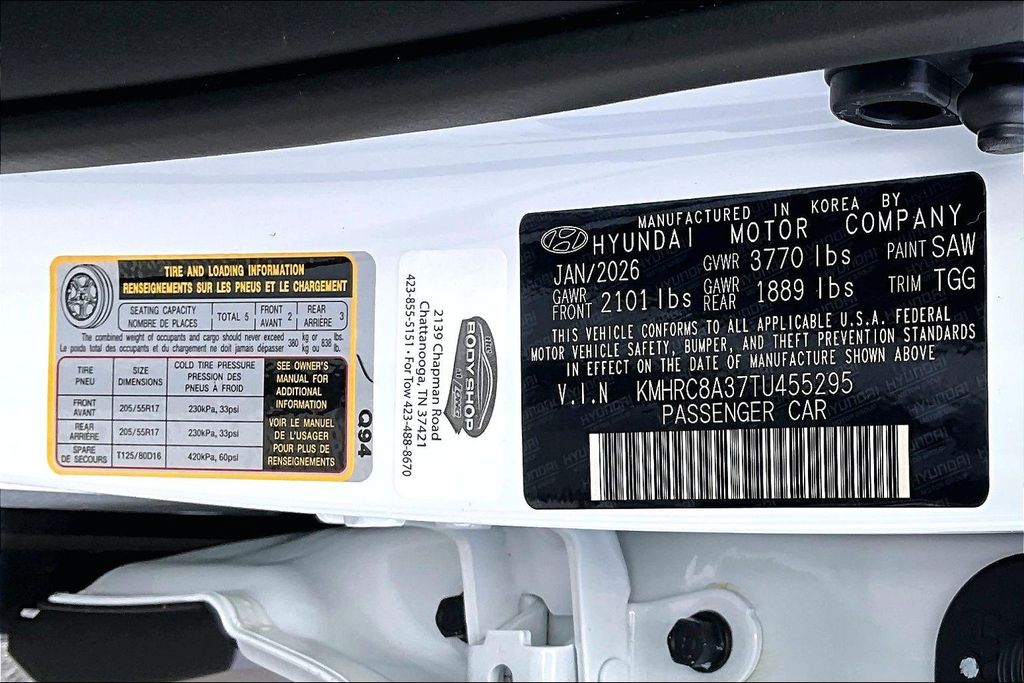 TIRE AND LOADING INFORMATION
RENSEIGNEMENTS SUR LES PNEUS ET LE CHARGEMENT
SEATING CAPACITY
NOMBRE DE PLACES
TOTAL 5
FRONT
AVANT 2
REAR
ARRIÈRE 3
The combined weight of occupants and cargo should never exceed 380 kg or 838 lbs.
Le poids total des occupants et du chargement ne doit jamais dépasser 380 kg ou 838 lb.
TIRE
PNEU
SIZE
DIMENSIONS
COLD TIRE PRESSURE
PRESSION DES
PNEUS À FROID
FRONT
AVANT
205/55R17
230kPa, 33psi
REAR
ARRIÈRE
205/55R17
230kPa, 33psi
SPARE
DE SECOURS
T125/80D16
420kPa, 60psi
SEE OWNER'S
MANUAL FOR
ADDITIONAL
INFORMATION
VOIR LE MANUEL
DE L'USAGER
POUR PLUS DE
RENSEIGNEMENTS
Q94
THE
BODY SHOP
2139 Chapman Road
Chattanooga, TN 37421
423-855-5151 • For Tow 423-488-8670
MANUFACTURED IN KOREA BY
HYUNDAI MOTOR COMPANY
JAN/2026 GVWR 3770 lbs PAINT SAW
GAWR FRONT 2101 lbs GAWR REAR 1889 lbs TRIM TGG
THIS VEHICLE CONFORMS TO ALL APPLICABLE U.S.A. FEDERAL
MOTOR VEHICLE SAFETY, BUMPER, AND THEFT PREVENTION STANDARDS
IN EFFECT ON THE DATE OF MANUFACTURE SHOWN ABOVE
V.I.N KMHRC8A37TU455295
PASSENGER CAR